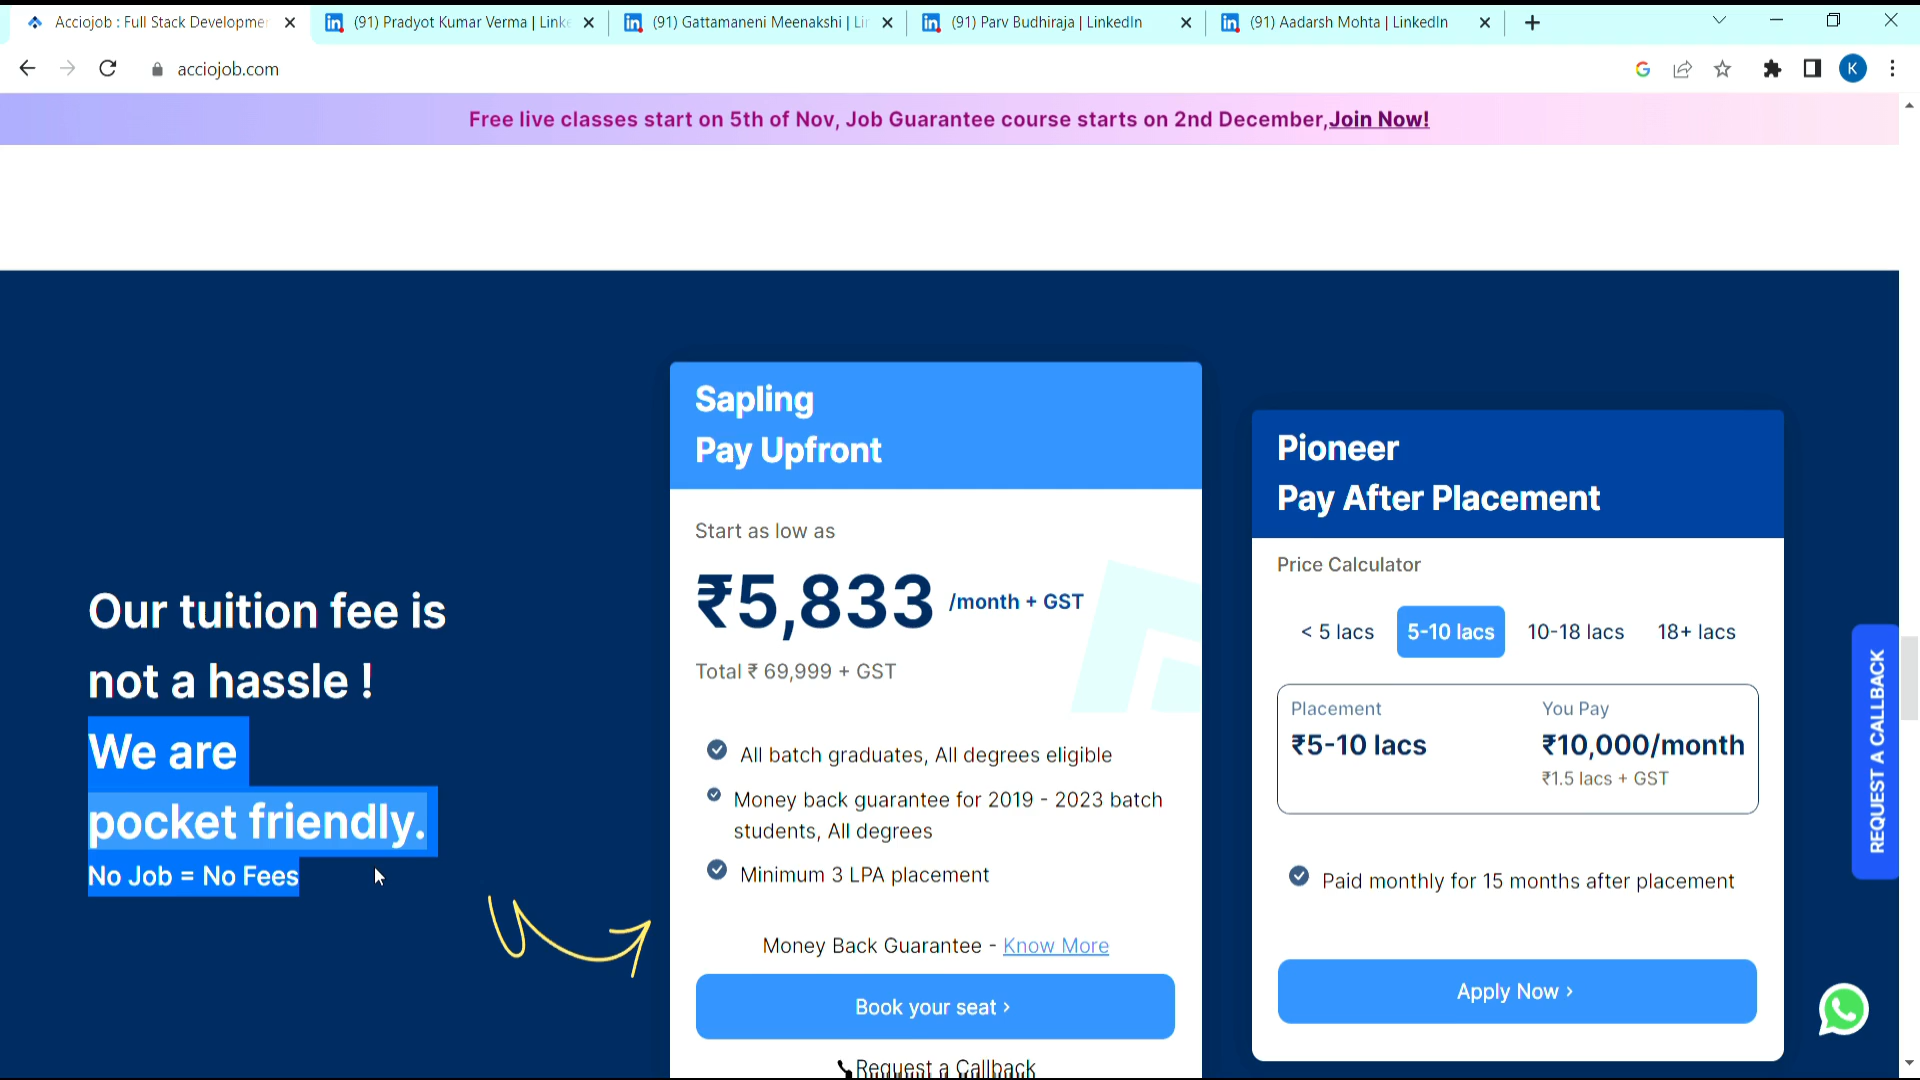 Acciojob : Full Stack Developme
(91) Pradyot Kumar Verma | Linke
(91) Gattamaneni Meenakshi | Lin
(91) Parv Budhiraja | LinkedIn
(91) Aadarsh Mohta | LinkedIn
acciojob.com
K
Free live classes start on 5th of Nov, Job Guarantee course starts on 2nd December,Join Now!
Our tuition fee is
not a hassle !
We are
pocket friendly.
No Job = No Fees
Sapling
Pay Upfront
Start as low as
₹5,833 /month + GST
Total ₹ 69,999 + GST
All batch graduates, All degrees eligible
Money back guarantee for 2019 - 2023 batch
students, All degrees
Minimum 3 LPA placement
Money Back Guarantee - Know More
Book your seat ›
Request a Callback
Pioneer
Pay After Placement
Price Calculator
< 5 lacs 5-10 lacs 10-18 lacs 18+ lacs
Placement You Pay
₹5-10 lacs ₹10,000/month
₹1.5 lacs + GST
Paid monthly for 15 months after placement
Apply Now ›
REQUEST A CALLBACK